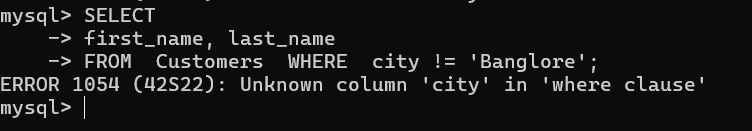 mysql> SELECT
    -> first_name, last_name
    -> FROM  Customers  WHERE  city != 'Banglore';
ERROR 1054 (42S22): Unknown column 'city' in 'where clause'
mysql>